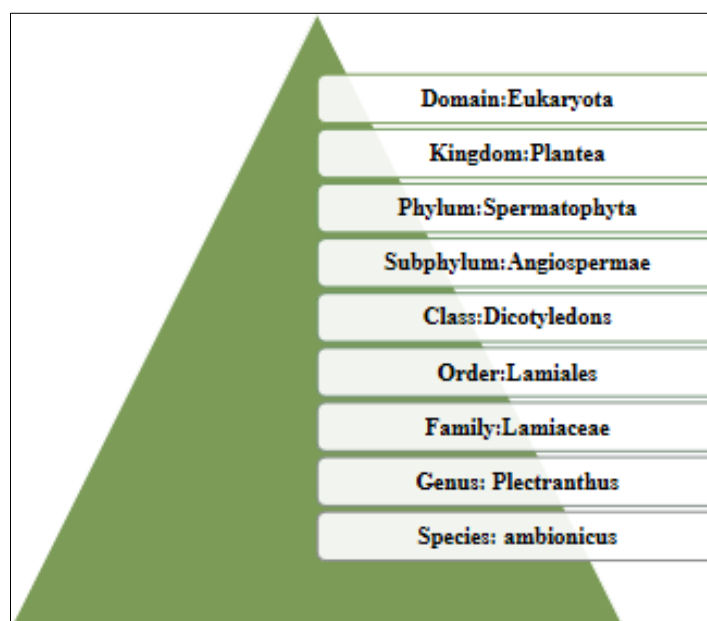 Domain:Eukaryota
Kingdom:Plantea
Phylum:Spermatophyta
Subphylum:Angiospermae
Class:Dicotyledons
Order:Lamiales
Family:Lamiaceae
Genus: Plectranthus
Species: ambionicus